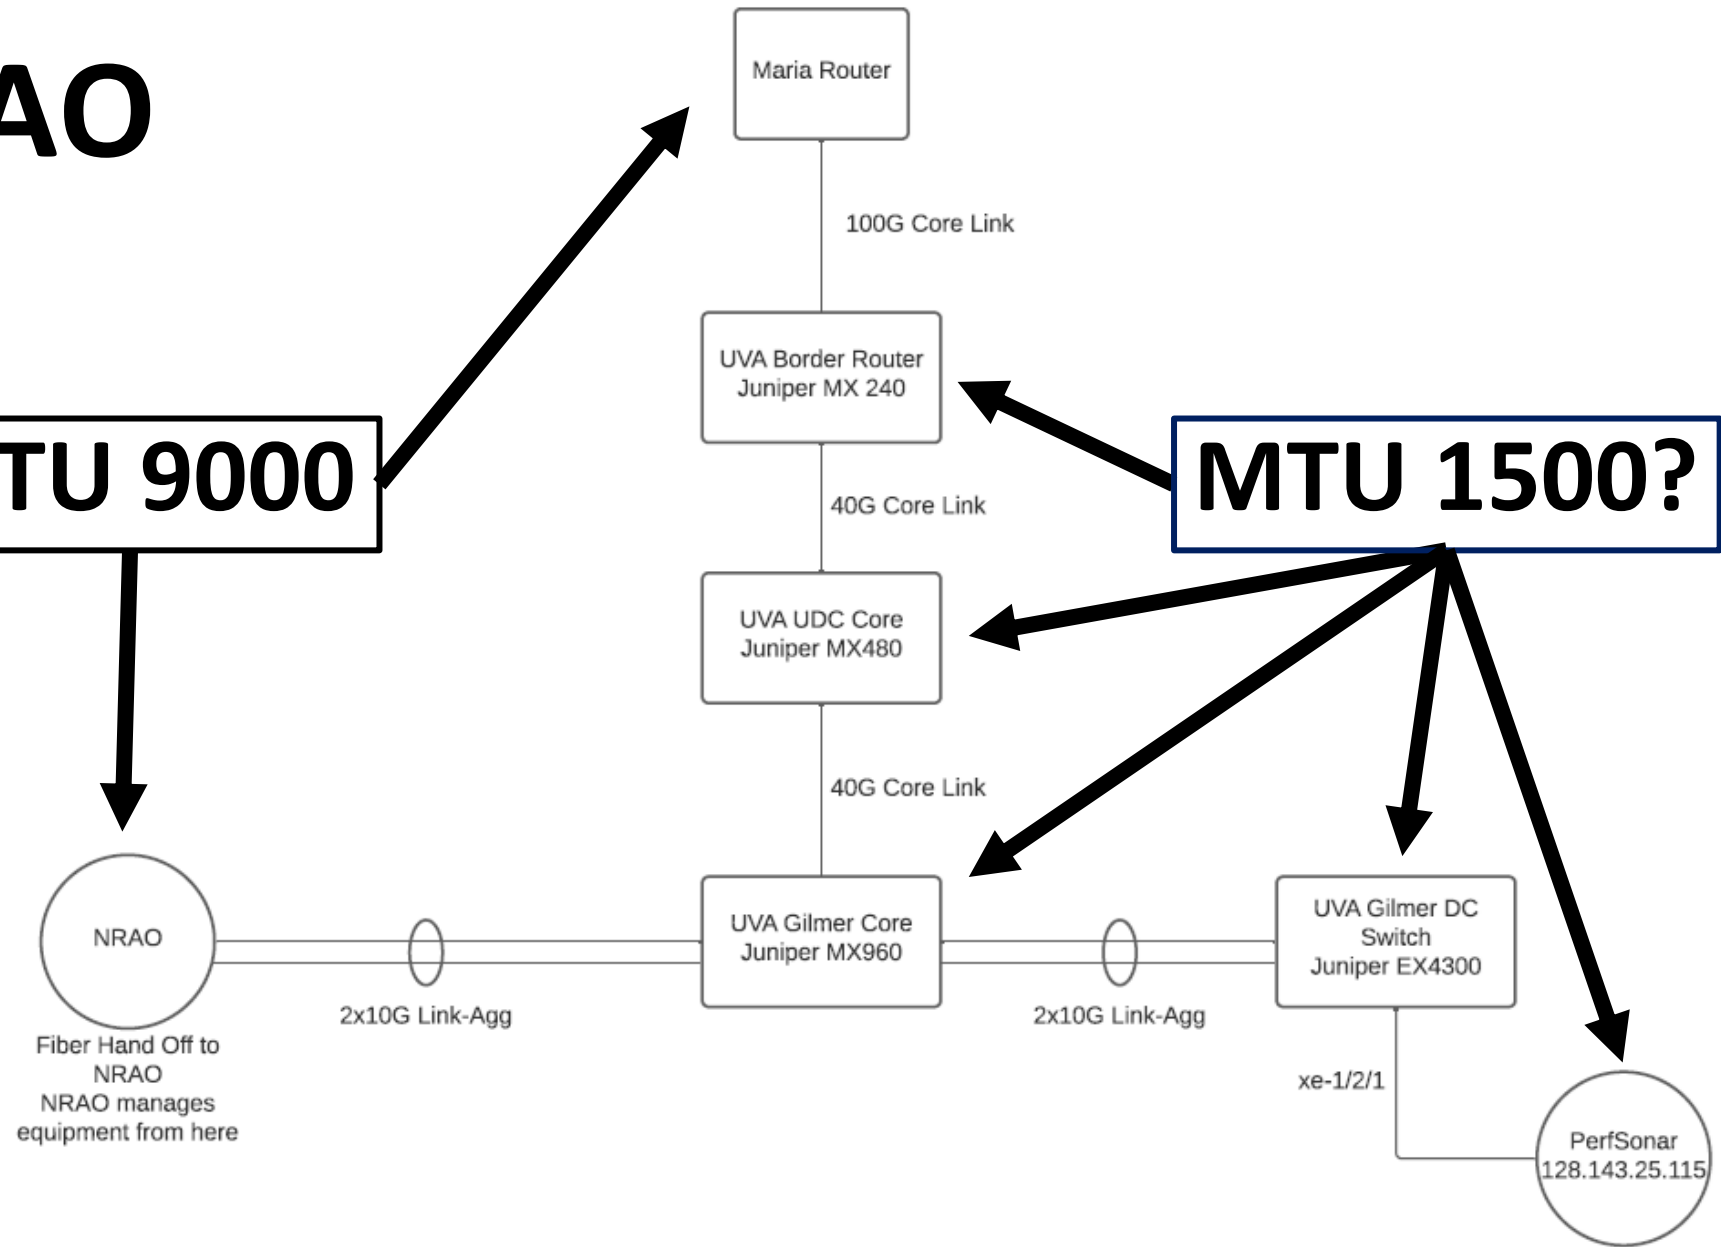 AO
Maria Router
100G Core Link
UVA Border Router
Juniper MX 240
TU 9000
MTU 1500?
40G Core Link
UVA UDC Core
Juniper MX480
40G Core Link
NRAO
2x10G Link-Agg
UVA Gilmer Core
Juniper MX960
2x10G Link-Agg
UVA Gilmer DC
Switch
Juniper EX4300
Fiber Hand Off to
NRAO
NRAO manages
equipment from here
xe-1/2/1
PerfSonar
128.143.25.115